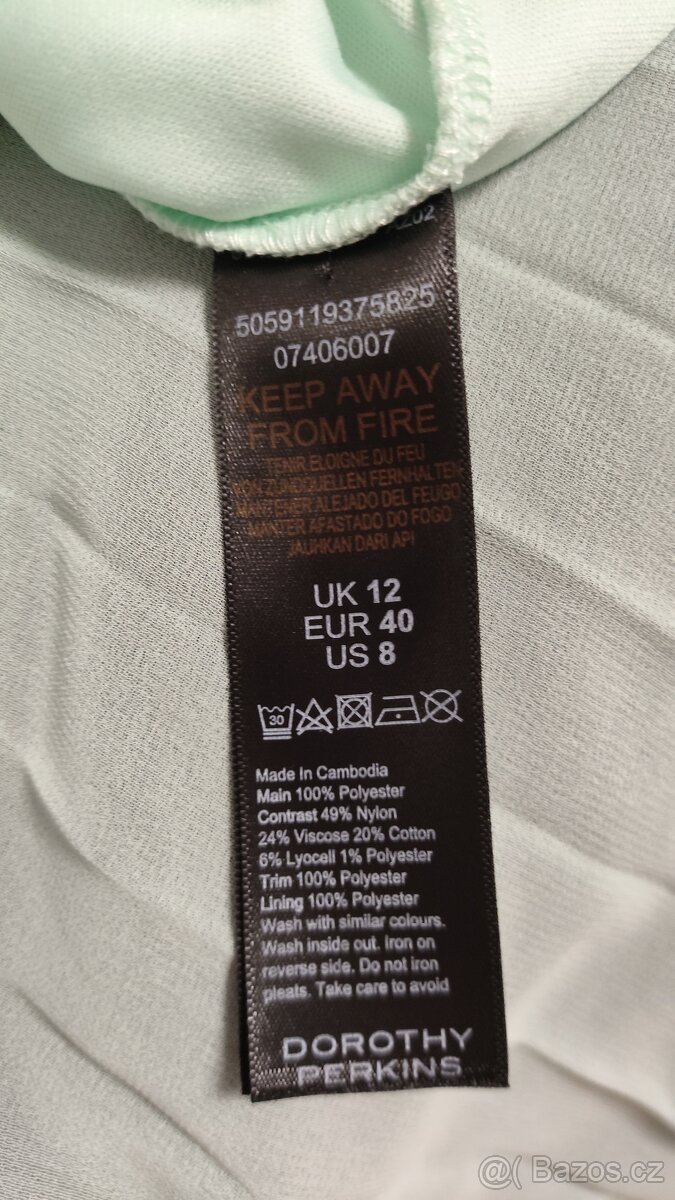 5059119375825
07406007
KEEP AWAY
FROM FIRE
TENIR ELOIGNE DU FEU
VON ZUNDQUELLEN FERNHALTEN
MANTENER ALEJADO DEL FEUGO
MANTER AFASTADO DO FOGO
JAUHKAN DARI API
UK 12
EUR 40
US 8
30
Made In Cambodia
Main 100% Polyester
Contrast 49% Nylon
24% Viscose 20% Cotton
6% Lyocell 1% Polyester
Trim 100% Polyester
Lining 100% Polyester
Wash with similar colours.
Wash inside out. Iron on
reverse side. Do not iron
pleats. Take care to avoid
DOROTHY
PERKINS
@( Bazos.cz